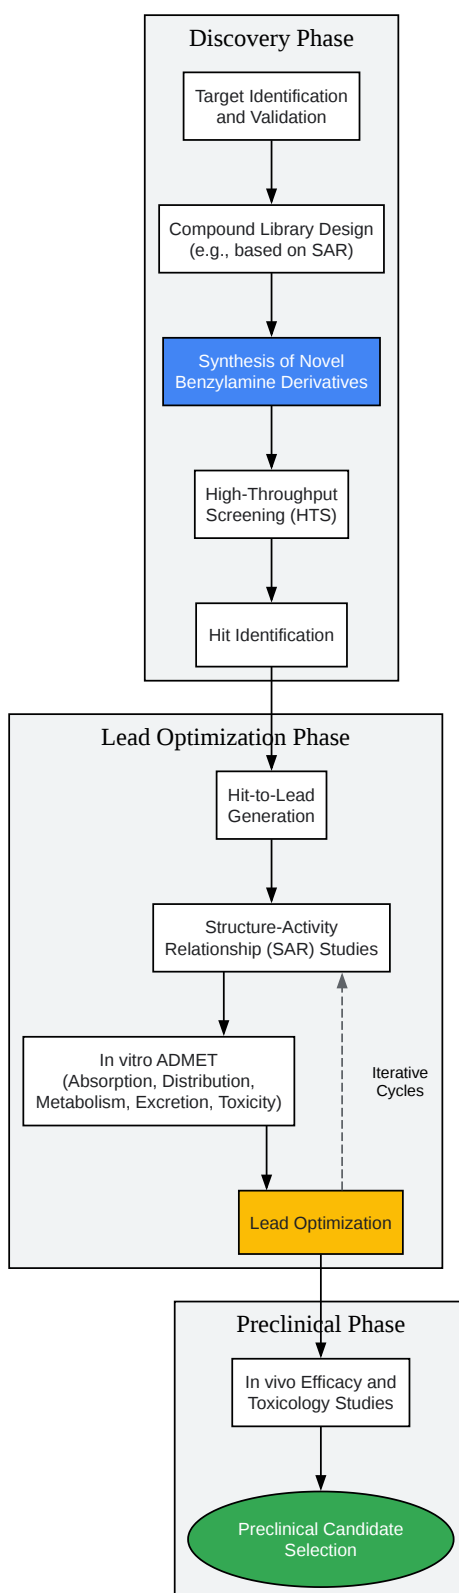 Discovery Phase
Target Identification
and Validation
Compound Library Design
(e.g., based on SAR)
Synthesis of Novel
Benzylamine Derivatives
High-Throughput
Screening (HTS)
Hit Identification
Lead Optimization Phase
Hit-to-Lead
Generation
Structure-Activity
Relationship (SAR) Studies
In vitro ADMET
(Absorption, Distribution,
Metabolism, Excretion, Toxicity)
Iterative
Cycles
Lead Optimization
Preclinical Phase
In vivo Efficacy and
Toxicology Studies
Preclinical Candidate
Selection